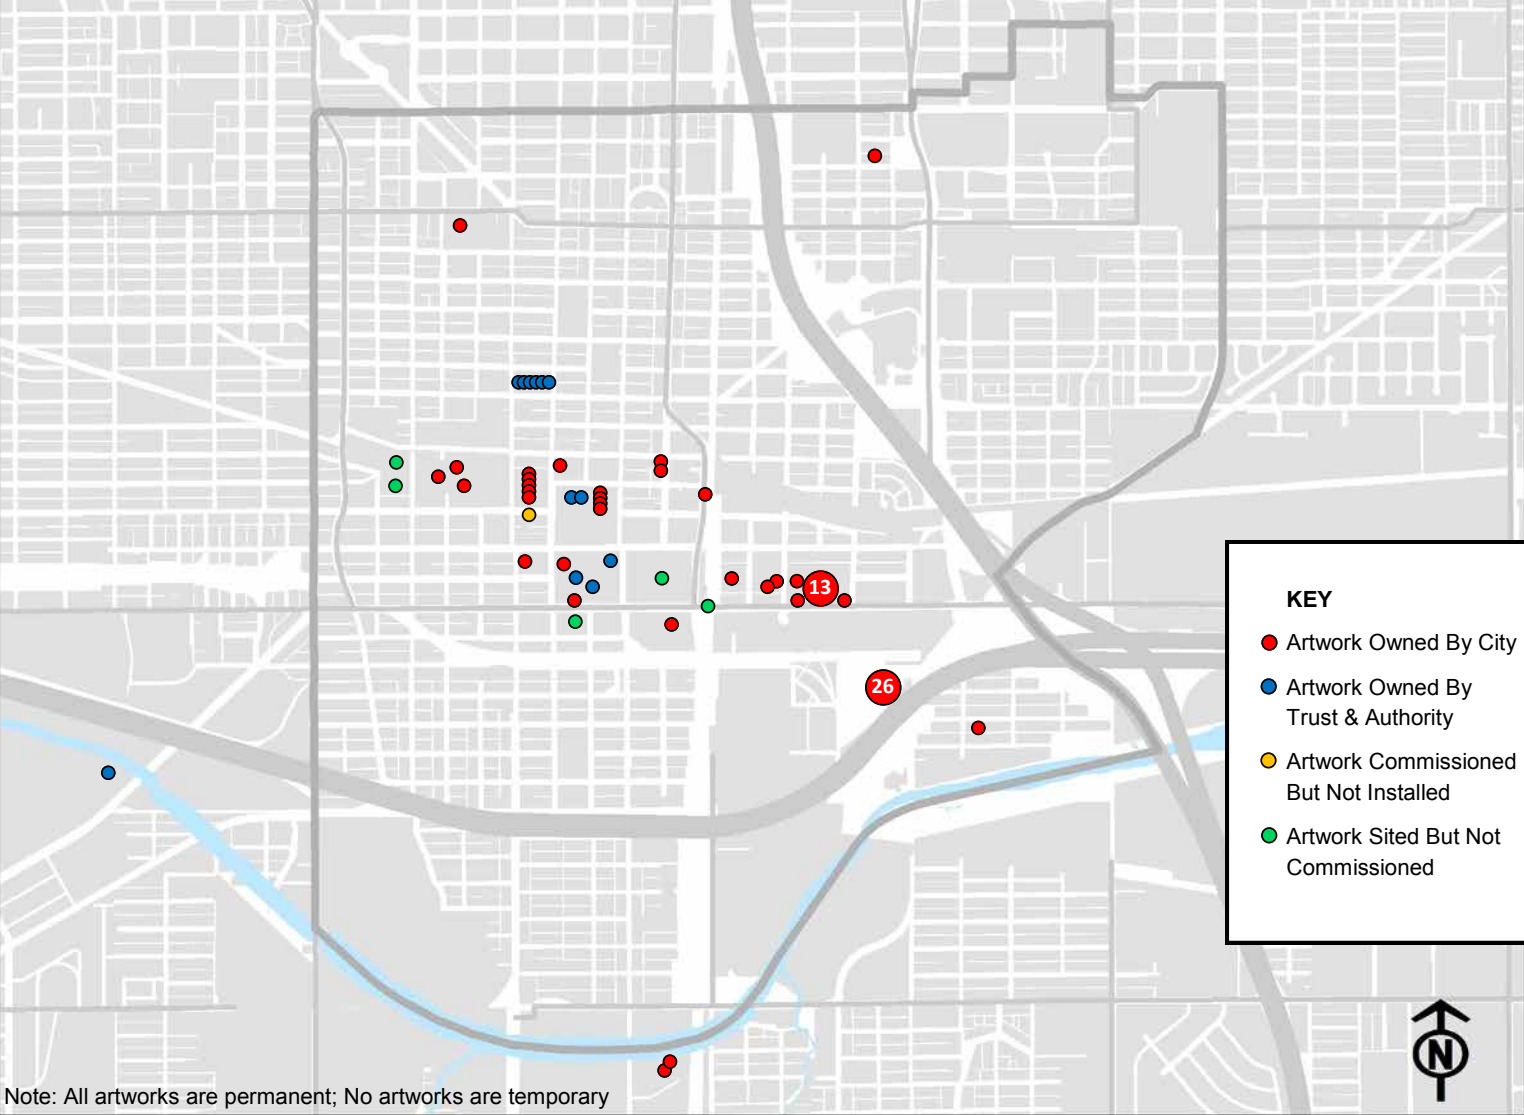 13
26
KEY
Artwork Owned By City
Artwork Owned By
Trust & Authority
Artwork Commissioned
But Not Installed
Artwork Sited But Not
Commissioned
N
Note: All artworks are permanent; No artworks are temporary